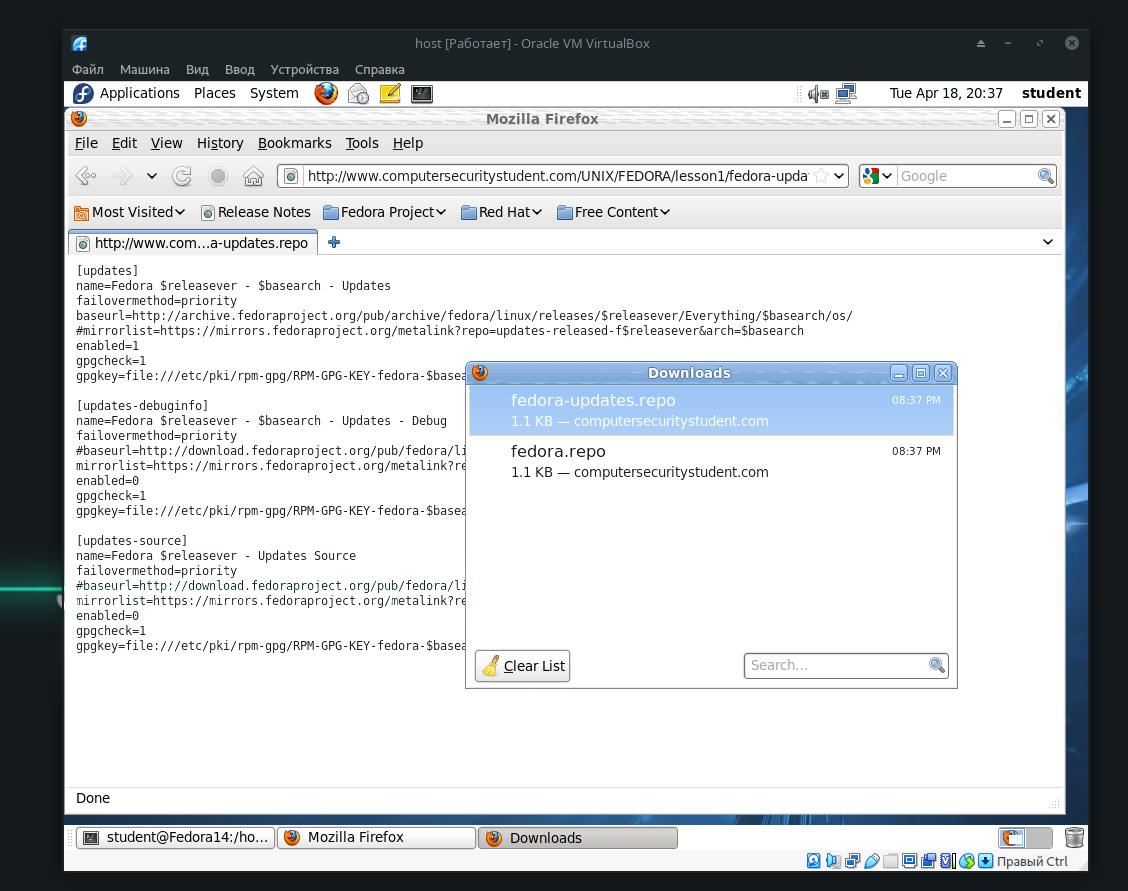 host [Работает] - Oracle VM VirtualBox
Файл Машина Вид Ввод Устройства Справка
Applications Places System Tue Apr 18, 20:37 student
Mozilla Firefox
File Edit View History Bookmarks Tools Help
http://www.computersecuritystudent.com/UNIX/FEDORA/lesson1/fedora-upda Google
Most Visited Release Notes Fedora Project Red Hat Free Content
http://www.com...a-updates.repo
[updates]
name=Fedora $releasever - $basearch - Updates
failovermethod=priority
baseurl=http://archive.fedoraproject.org/pub/archive/fedora/linux/releases/$releasever/Everything/$basearch/os/
#mirrorlist=https://mirrors.fedoraproject.org/metalink?repo=updates-released-f$releasever&arch=$basearch
enabled=1
gpgcheck=1
gpgkey=file:///etc/pki/rpm-gpg/RPM-GPG-KEY-fedora-$basea
[updates-debuginfo]
name=Fedora $releasever - $basearch - Updates - Debug
failovermethod=priority
#baseurl=http://download.fedoraproject.org/pub/fedora/li
mirrorlist=https://mirrors.fedoraproject.org/metalink?re
enabled=0
gpgcheck=1
gpgkey=file:///etc/pki/rpm-gpg/RPM-GPG-KEY-fedora-$basea
[updates-source]
name=Fedora $releasever - Updates Source
failovermethod=priority
#baseurl=http://download.fedoraproject.org/pub/fedora/li
mirrorlist=https://mirrors.fedoraproject.org/metalink?re
enabled=0
gpgcheck=1
gpgkey=file:///etc/pki/rpm-gpg/RPM-GPG-KEY-fedora-$basea
Downloads
fedora-updates.repo 08:37 PM
1.1 KB — computersecuritystudent.com
fedora.repo 08:37 PM
1.1 KB — computersecuritystudent.com
Clear List Search...
Done
student@Fedora14:/ho... Mozilla Firefox Downloads
Правый Ctrl